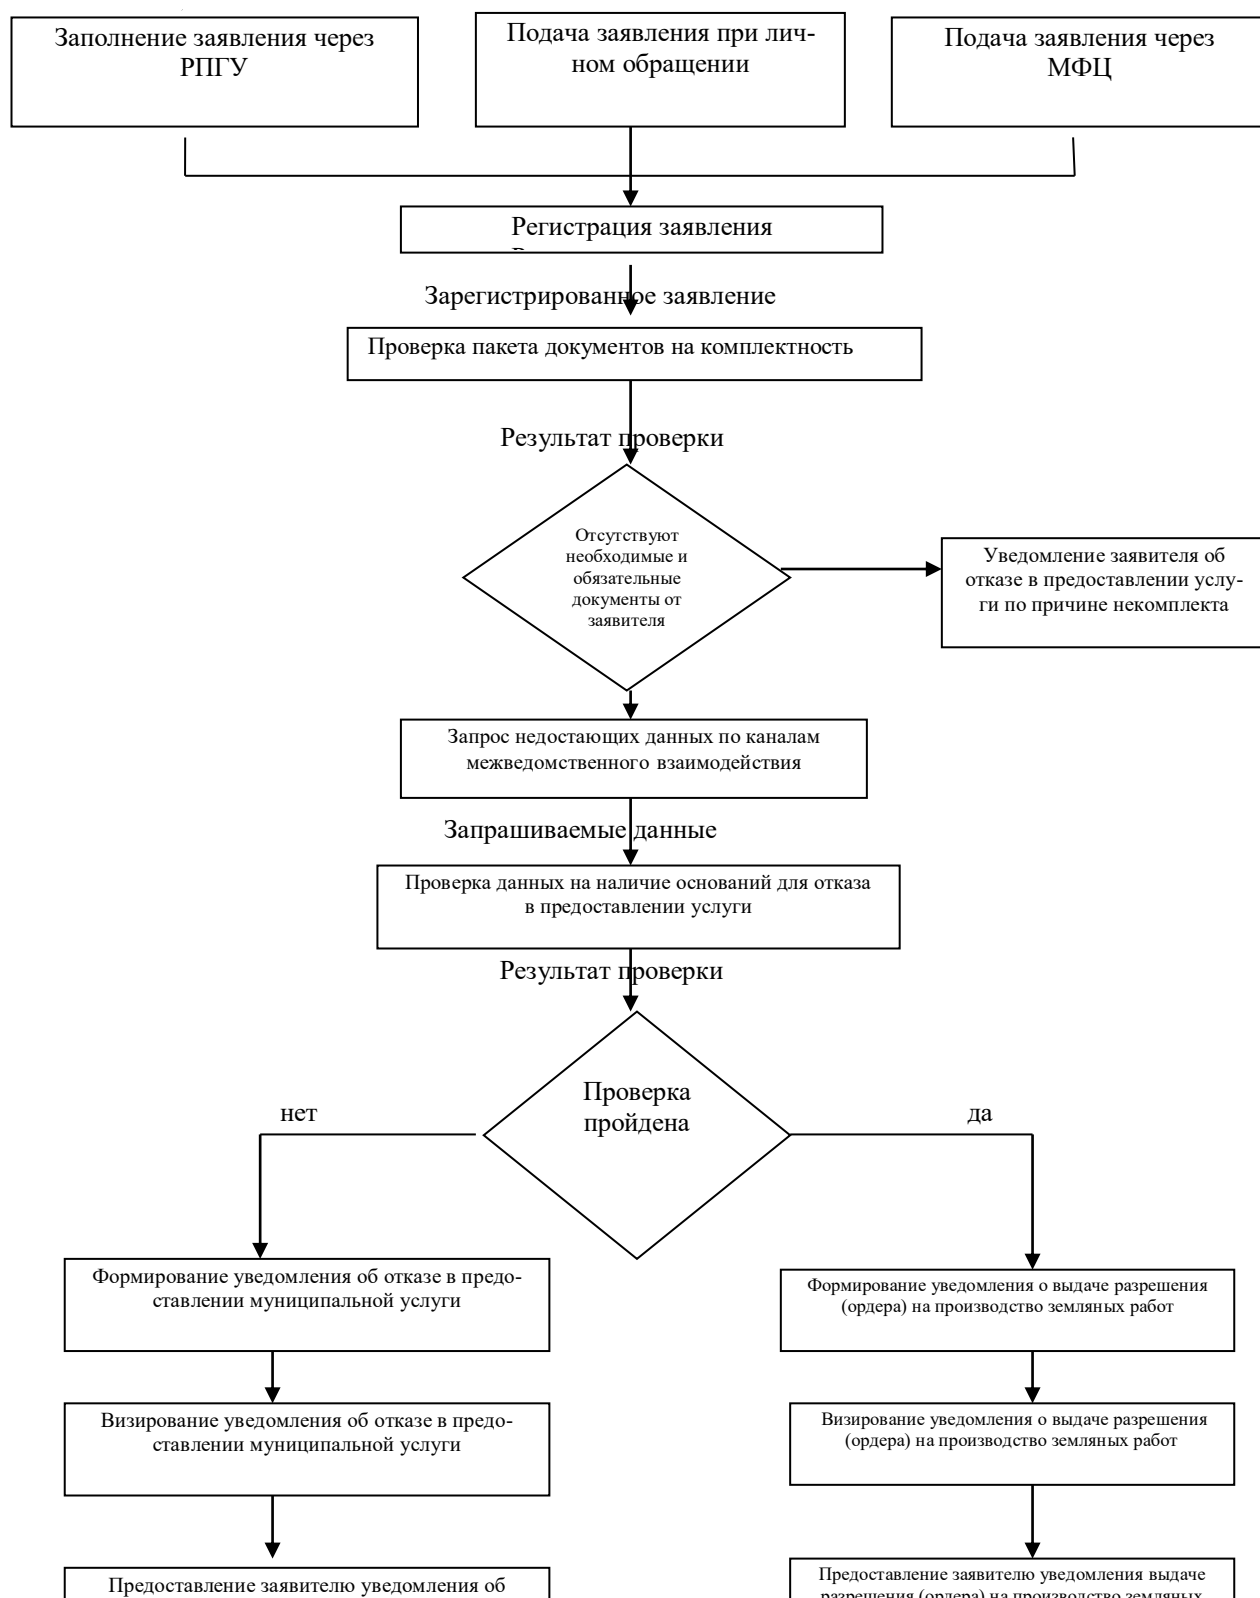 Заполнение заявления через
РПГУ
Подача заявления при лич-
ном обращении
Подача заявления через
МФЦ
Регистрация заявления
Зарегистрированное заявление
Проверка пакета документов на комплектность
Результат проверки
Отсутствуют
необходимые и
обязательные
документы от
заявителя
Уведомление заявителя об
отказе в предоставлении услу-
ги по причине некомплекта
Запрос недостающих данных по каналам
межведомственного взаимодействия
Запрашиваемые данные
Проверка данных на наличие оснований для отказа
в предоставлении услуги
Результат проверки
Проверка
пройдена
нет
да
Формирование уведомления об отказе в предо-
ставлении муниципальной услуги
Формирование уведомления о выдаче разрешения
(ордера) на производство земляных работ
Визирование уведомления об отказе в предо-
ставлении муниципальной услуги
Визирование уведомления о выдаче разрешения
(ордера) на производство земляных работ
Предоставление заявителю уведомления об
Предоставление заявителю уведомления выдаче
разрешения (ордера) на производство земляных